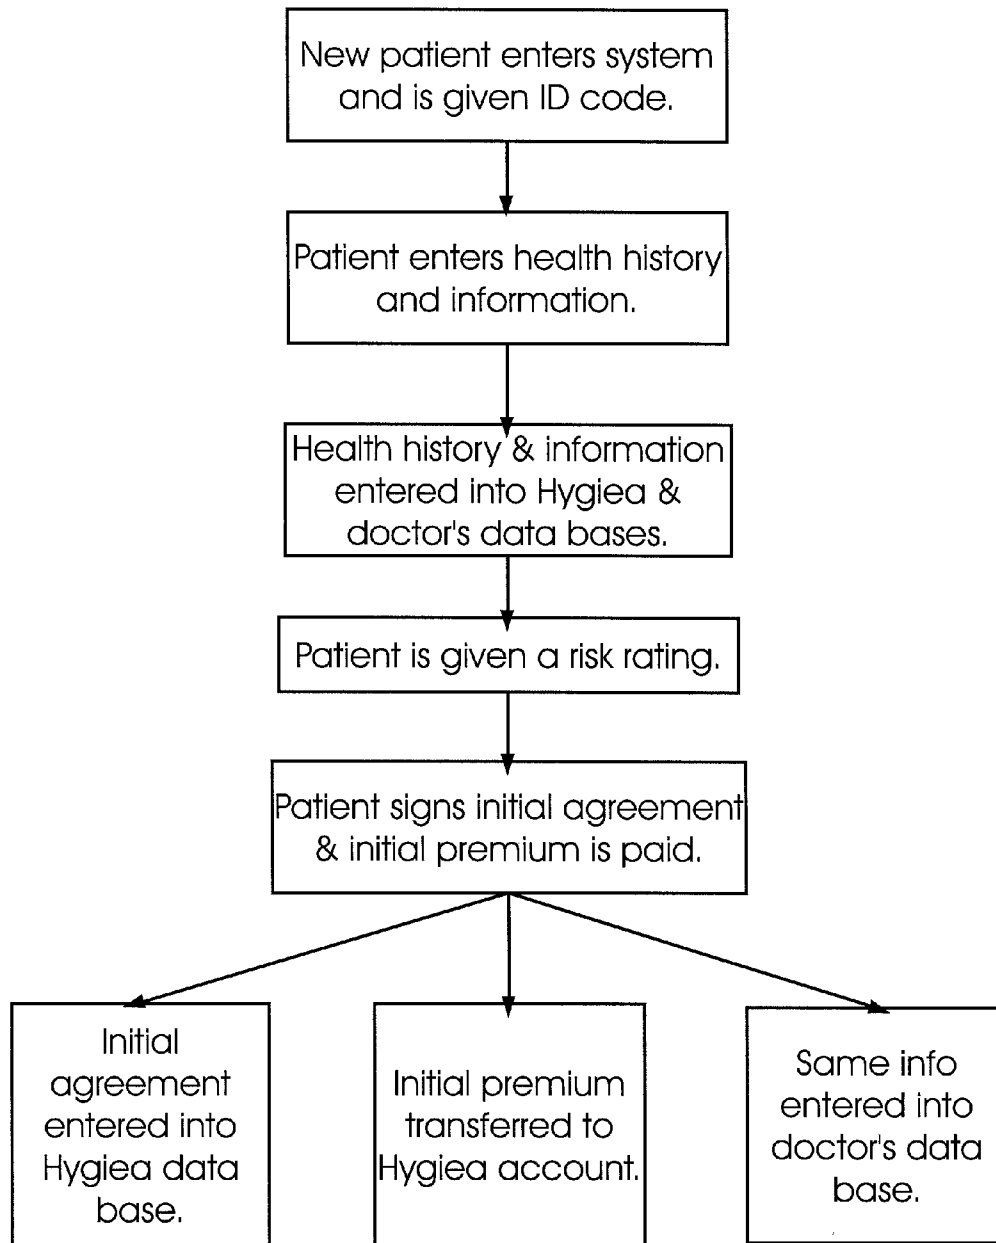 New patient enters system
and is given ID code.
Patient enters health history
and information.
Health history & information
entered into Hygiea &
doctor's data bases.
Patient is given a risk rating.
Patient signs initial agreement
& initial premium is paid.
Initial
agreement
entered into
Hygiea data
base.
Initial premium
transferred to
Hygiea account.
Same info
entered into
doctor's data
base.